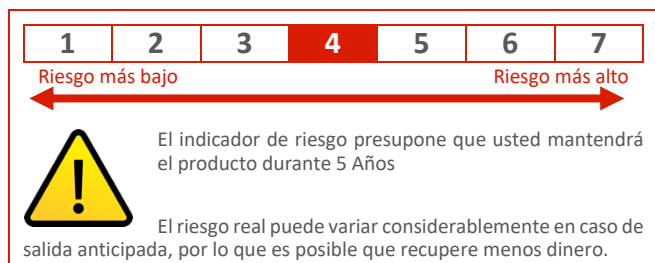 1 2 3 4 5 6 7
Riesgo más bajo Riesgo más alto
El indicador de riesgo presupone que usted mantendrá
el producto durante 5 Años
El riesgo real puede variar considerablemente en caso de
salida anticipada, por lo que es posible que recupere menos dinero.